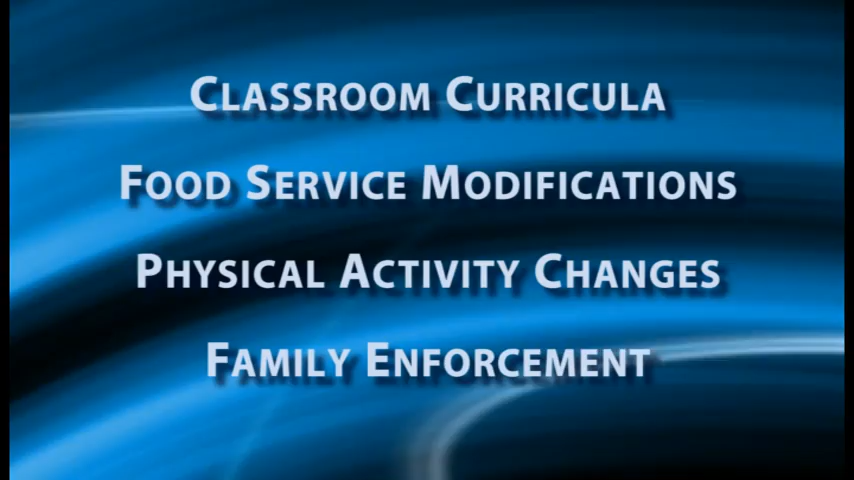 Classroom Curricula
Food Service Modifications
Physical Activity Changes
Family Enforcement